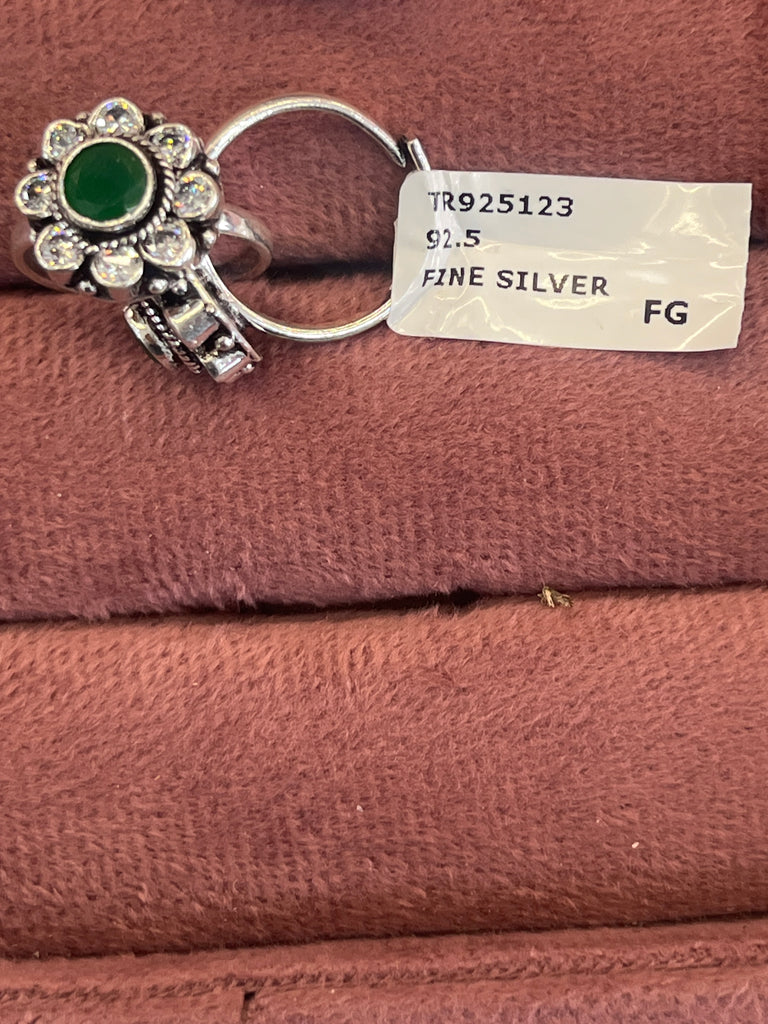 TR925123
92.5
FINE SILVER
FG